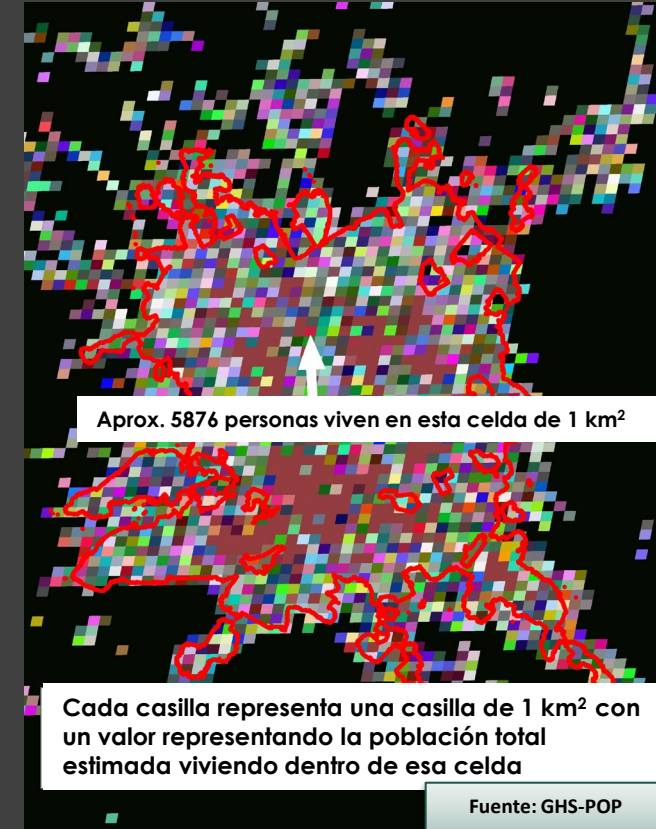 Aprox. 5876 personas viven en esta celda de 1 km²
Cada casilla representa una casilla de 1 km² con
un valor representando la población total
estimada viviendo dentro de esa celda
Fuente: GHS-POP